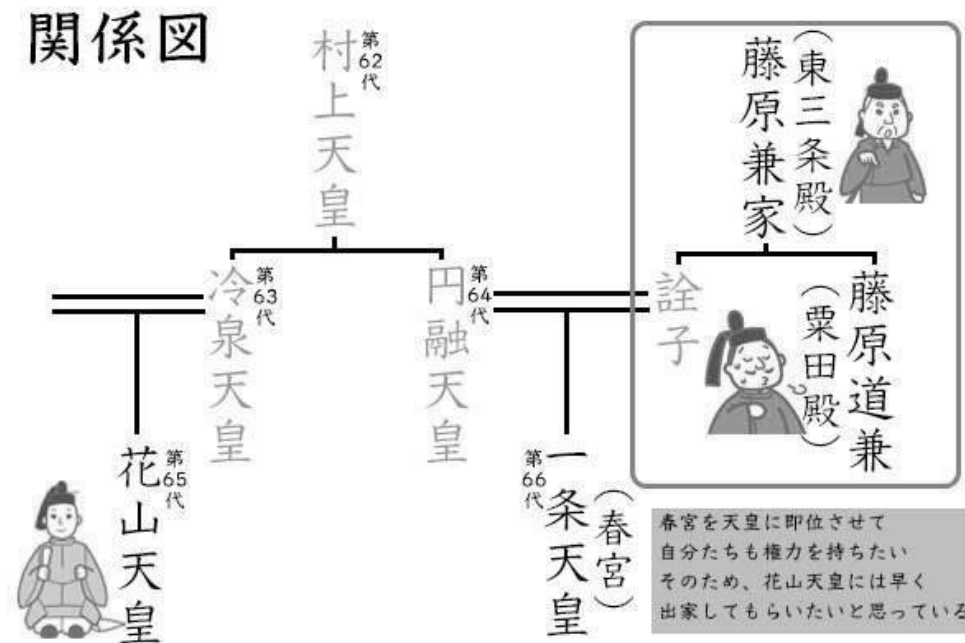 関係図
第62代
村上天皇
(東三条殿)
藤原兼家
第63代
冷泉天皇
第64代
円融天皇
詮子
藤原道兼
(粟田殿)
第65代
花山天皇
第66代
一条天皇
(春宮)
春宮を天皇に即位させて
自分たちも権力を持ちたい
そのため、花山天皇には早く
出家してもらいたいと思っている